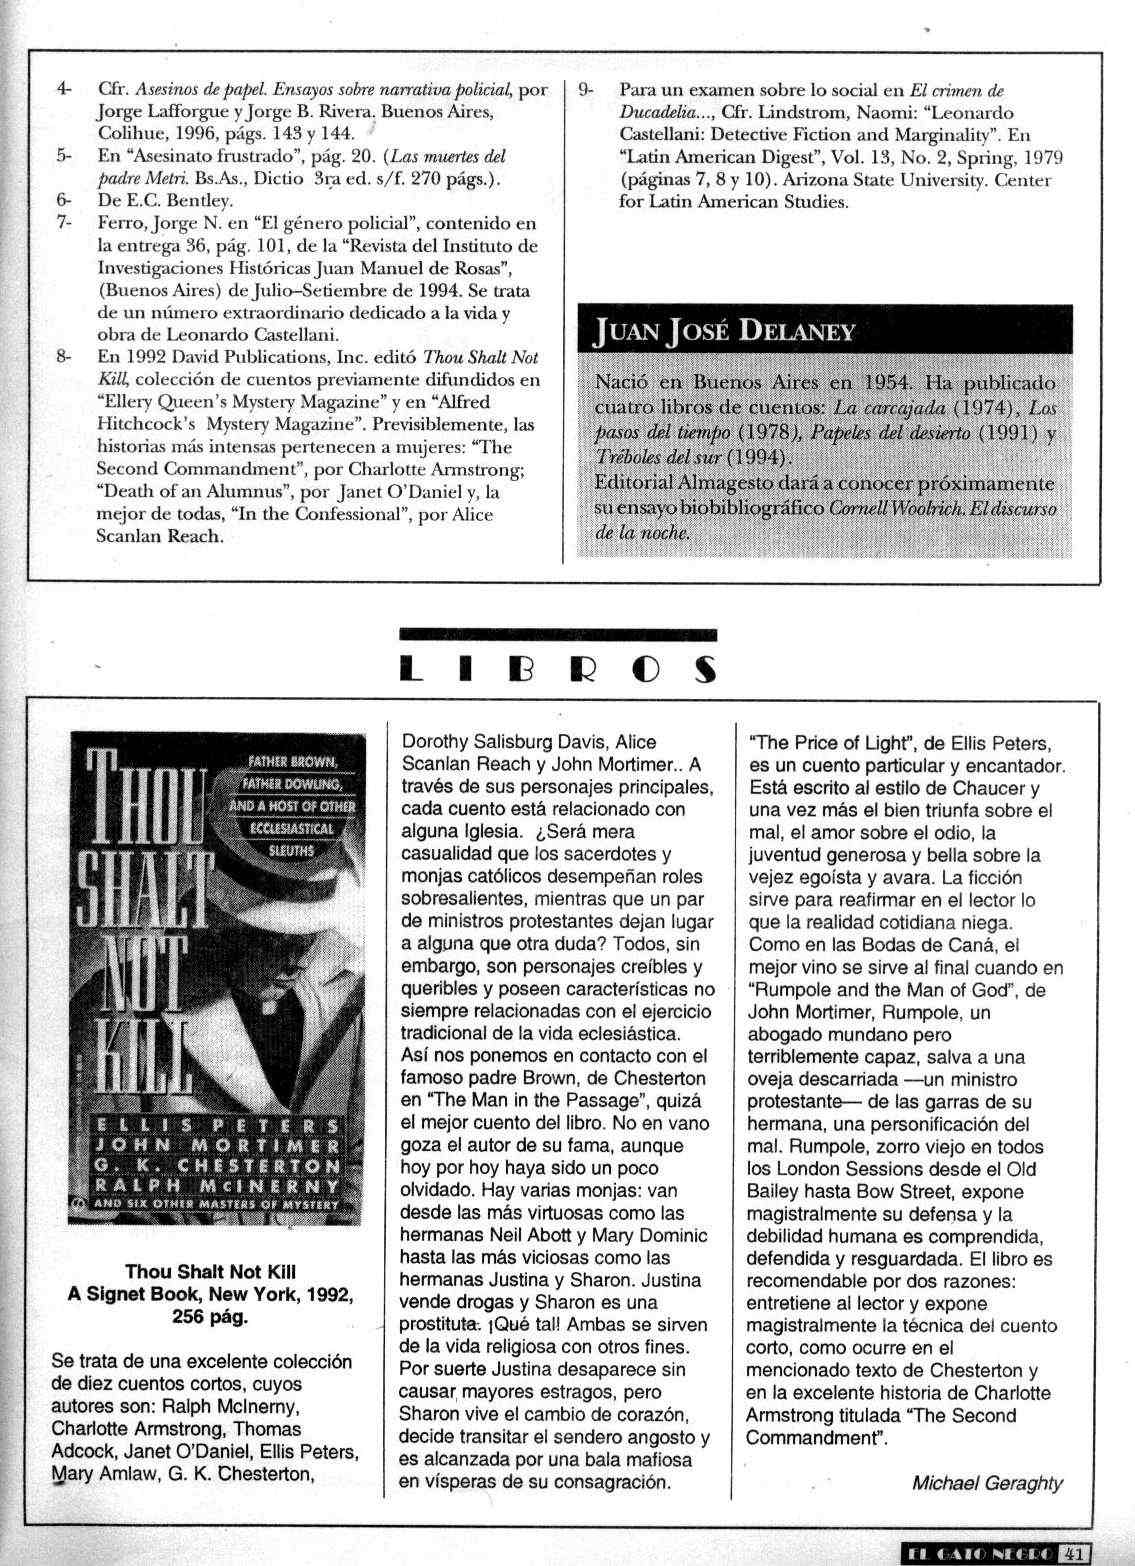 4- Cfr. Asesinos de papel. Ensayos sobre narrativa policial, por
Jorge Lafforgue y Jorge B. Rivera. Buenos Aires,
Colihue, 1996, págs. 143 y 144.
5- En “Asesinato frustrado”, pág. 20. (Las muertes del
padre Metri. Bs.As., Dictio 3ra ed. s/f. 270 págs.).
6- De E.C. Bentley.
7- Ferro, Jorge N. en “El género policial”, contenido en
la entrega 36, pág. 101, de la “Revista del Instituto de
Investigaciones Históricas Juan Manuel de Rosas”,
(Buenos Aires) de Julio–Setiembre de 1994. Se trata
de un número extraordinario dedicado a la vida y
obra de Leonardo Castellani.
8- En 1992 David Publications, Inc. editó Thou Shalt Not
Kill, colección de cuentos previamente difundidos en
“Ellery Queen’s Mystery Magazine” y en “Alfred
Hitchcock’s Mystery Magazine”. Previsiblemente, las
historias más intensas pertenecen a mujeres: “The
Second Commandment”, por Charlotte Armstrong;
“Death of an Alumnus”, por Janet O’Daniel y, la
mejor de todas, “In the Confessional”, por Alice
Scanlan Reach.
9- Para un examen sobre lo social en El crimen de
Ducadelia..., Cfr. Lindstrom, Naomi: “Leonardo
Castellani: Detective Fiction and Marginality”. En
“Latin American Digest”, Vol. 13, No. 2, Spring, 1979
(páginas 7, 8 y 10). Arizona State University. Center
for Latin American Studies.
JUAN JOSÉ DELANEY
Nació en Buenos Aires en 1954. Ha publicado
cuatro libros de cuentos: La carcajada (1974), Los
pasos del tiempo (1978), Papeles del desierto (1991) y
Tréboles del sur (1994).
Editorial Almagesto dará a conocer próximamente
su ensayo biobibliográfico Cornell Woolrich. El discurso
de la noche.
LIBROS
THOU
SHALT
NOT
KILL
FATHER BROWN,
FATHER DOWLING,
AND A HOST OF OTHER
ECCLESIASTICAL
SLEUTHS
ELLIS PETERS
JOHN MORTIMER
G. K. CHESTERTON
RALPH McINERNY
AND SIX OTHER MASTERS OF MYSTERY
Thou Shalt Not Kill
A Signet Book, New York, 1992,
256 pág.
Se trata de una excelente colección
de diez cuentos cortos, cuyos
autores son: Ralph McInerny,
Charlotte Armstrong, Thomas
Adcock, Janet O’Daniel, Ellis Peters,
Mary Amlaw, G. K. Chesterton,
Dorothy Salisburg Davis, Alice
Scanlan Reach y John Mortimer.. A
través de sus personajes principales,
cada cuento está relacionado con
alguna Iglesia. ¿Será mera
casualidad que los sacerdotes y
monjas católicos desempeñan roles
sobresalientes, mientras que un par
de ministros protestantes dejan lugar
a alguna que otra duda? Todos, sin
embargo, son personajes creíbles y
queribles y poseen características no
siempre relacionadas con el ejercicio
tradicional de la vida eclesiástica.
Así nos ponemos en contacto con el
famoso padre Brown, de Chesterton
en “The Man in the Passage”, quizá
el mejor cuento del libro. No en vano
goza el autor de su fama, aunque
hoy por hoy haya sido un poco
olvidado. Hay varias monjas: van
desde las más virtuosas como las
hermanas Neil Abott y Mary Dominic
hasta las más viciosas como las
hermanas Justina y Sharon. Justina
vende drogas y Sharon es una
prostituta. ¡Qué tal! Ambas se sirven
de la vida religiosa con otros fines.
Por suerte Justina desaparece sin
causar mayores estragos, pero
Sharon vive el cambio de corazón,
decide transitar el sendero angosto y
es alcanzada por una bala mafiosa
en vísperas de su consagración.
“The Price of Light”, de Ellis Peters,
es un cuento particular y encantador.
Está escrito al estilo de Chaucer y
una vez más el bien triunfa sobre el
mal, el amor sobre el odio, la
juventud generosa y bella sobre la
vejez egoísta y avara. La ficción
sirve para reafirmar en el lector lo
que la realidad cotidiana niega.
Como en las Bodas de Caná, el
mejor vino se sirve al final cuando en
“Rumpole and the Man of God”, de
John Mortimer, Rumpole, un
abogado mundano pero
terriblemente capaz, salva a una
oveja descarriada —un ministro
protestante— de las garras de su
hermana, una personificación del
mal. Rumpole, zorro viejo en todos
los London Sessions desde el Old
Bailey hasta Bow Street, expone
magistralmente su defensa y la
debilidad humana es comprendida,
defendida y resguardada. El libro es
recomendable por dos razones:
entretiene al lector y expone
magistralmente la técnica del cuento
corto, como ocurre en el
mencionado texto de Chesterton y
en la excelente historia de Charlotte
Armstrong titulada “The Second
Commandment”.
Michael Geraghty
EL GATO NEGRO 41